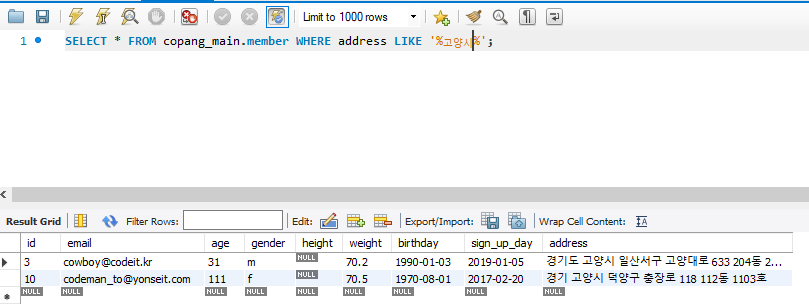 Limit to 1000 rows
1 SELECT * FROM copang_main.member WHERE address LIKE '%고양시%';
Result Grid Filter Rows: Edit: Export/Import: Wrap Cell Content: IA
id email age gender height weight birthday sign_up_day address
3 cowboy@codeit.kr 31 m NULL 70.2 1990-01-03 2019-01-05 경기도 고양시 일산서구 고양대로 633 204동 2...
10 codeman_to@yonseit.com 111 f NULL 70.5 1970-08-01 2017-02-20 경기 고양시 덕양구 충장로 118 112동 1103호
NULL NULL NULL NULL NULL NULL NULL NULL NULL